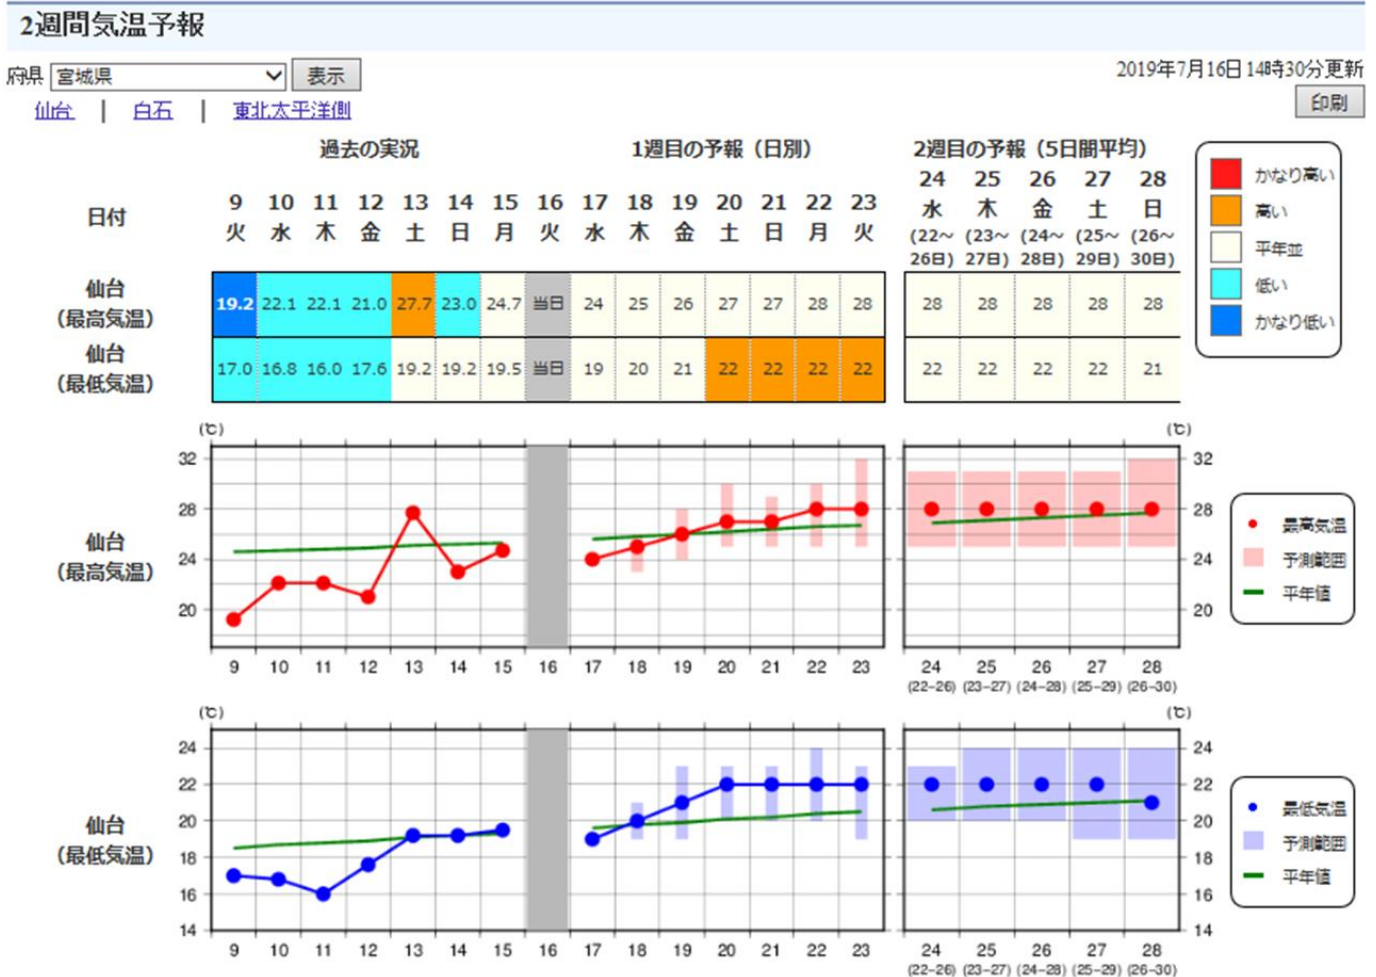 2週間気温予報
府県 宮城県 表示
2019年7月16日14時30分更新
仙台 | 白石 | 東北太平洋側
印刷
過去の実況 1週目の予報（日別） 2週目の予報（5日間平均）
日付
9 10 11 12 13 14 15 16 17 18 19 20 21 22 23 24 25 26 27 28
火 水 木 金 土 日 月 火 水 木 金 土 日 月 火 水 木 金 土 日
(22～ (23～ (24～ (25～ (26～
26日) 27日) 28日) 29日) 30日)
仙台
（最高気温）
19.2 22.1 22.1 21.0 27.7 23.0 24.7 当日 24 25 26 27 27 28 28 28 28 28 28 28
仙台
（最低気温）
17.0 16.8 16.0 17.6 19.2 19.2 19.5 当日 19 20 21 22 22 22 22 22 22 22 22 21
かなり高い
高い
平年並
低い
かなり低い
(℃) (℃)
32 32
28 28
24 24
20 20
仙台
（最高気温）
9 10 11 12 13 14 15 16 17 18 19 20 21 22 23 24 25 26 27 28
(22-26) (23-27) (24-28) (25-29) (26-30)
最高気温
予測範囲
平年値
(℃) (℃)
24 24
22 22
20 20
18 18
16 16
14 14
仙台
（最低気温）
9 10 11 12 13 14 15 16 17 18 19 20 21 22 23 24 25 26 27 28
(22-26) (23-27) (24-28) (25-29) (26-30)
最低気温
予測範囲
平年値